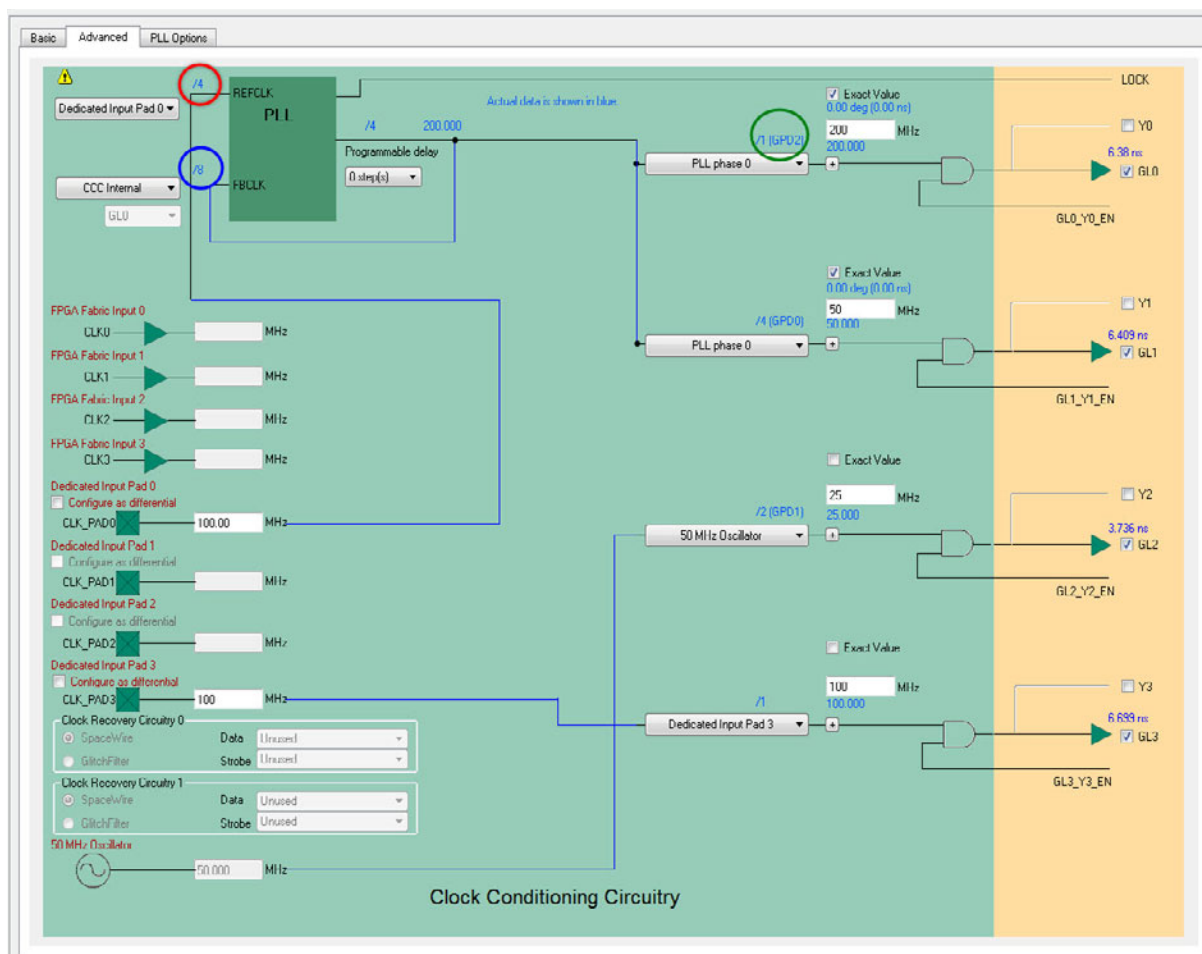 Basic Advanced PLL Options
/4
REFCLK
PLL
LOCK
Dedicated Input Pad 0
Actual data is shown in blue.
Exact Value
0.00 deg (0.00 ns)
200 MHz
200.000
Y0
/4 200.000
Programmable delay
0 step(s)
/1 (GPD2)
PLL phase 0
+
6.38 ns
GL0
/8
FBCLK
CCC Internal
GL0
GL0_Y0_EN
Exact Value
0.00 deg (0.00 ns)
50 MHz
50.000
Y1
/4 (GPD0)
PLL phase 0
+
6.409 ns
GL1
GL1_Y1_EN
FPGA Fabric Input 0
CLK0 MHz
FPGA Fabric Input 1
CLK1 MHz
FPGA Fabric Input 2
CLK2 MHz
FPGA Fabric Input 3
CLK3 MHz
Exact Value
25 MHz
25.000
Y2
/2 (GPD1)
50 MHz Oscillator
+
3.736 ns
GL2
GL2_Y2_EN
Dedicated Input Pad 0
Configure as differential
CLK_PAD0 100.00 MHz
Dedicated Input Pad 1
Configure as differential
CLK_PAD1 MHz
Dedicated Input Pad 2
Configure as differential
CLK_PAD2 MHz
Dedicated Input Pad 3
Configure as differential
CLK_PAD3 100 MHz
Exact Value
100 MHz
100.000
Y3
/1
Dedicated Input Pad 3
+
6.699 ns
GL3
GL3_Y3_EN
Clock Recovery Circuitry 0
SpaceWire Data Unused
GlitchFilter Strobe Unused
Clock Recovery Circuitry 1
SpaceWire Data Unused
GlitchFilter Strobe Unused
50 MHz Oscillator
50.000 MHz
Clock Conditioning Circuitry